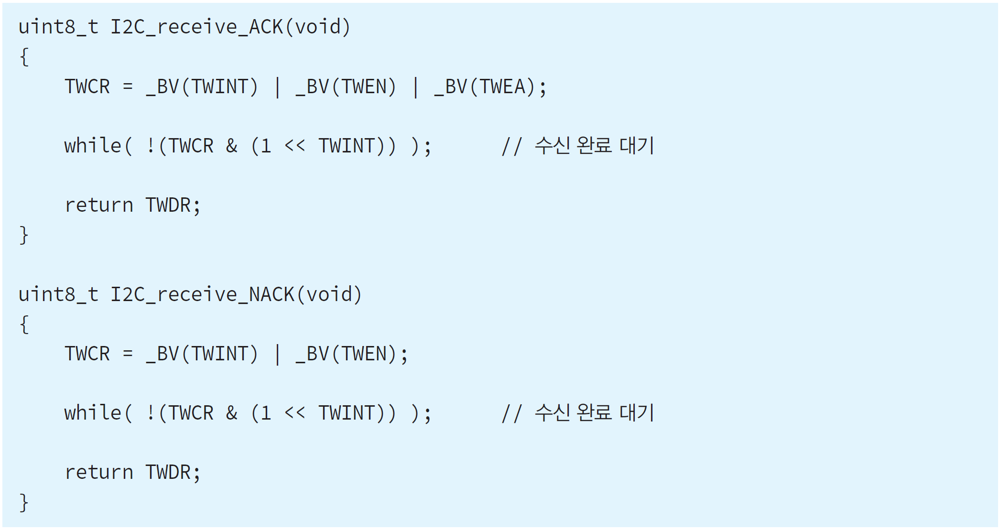 uint8_t I2C_receive_ACK(void)
{
    TWCR = _BV(TWINT) | _BV(TWEN) | _BV(TWEA);
    while( !(TWCR & (1 << TWINT)) );      // 수신 완료 대기
    return TWDR;
}
uint8_t I2C_receive_NACK(void)
{
    TWCR = _BV(TWINT) | _BV(TWEN);
    while( !(TWCR & (1 << TWINT)) );      // 수신 완료 대기
    return TWDR;
}